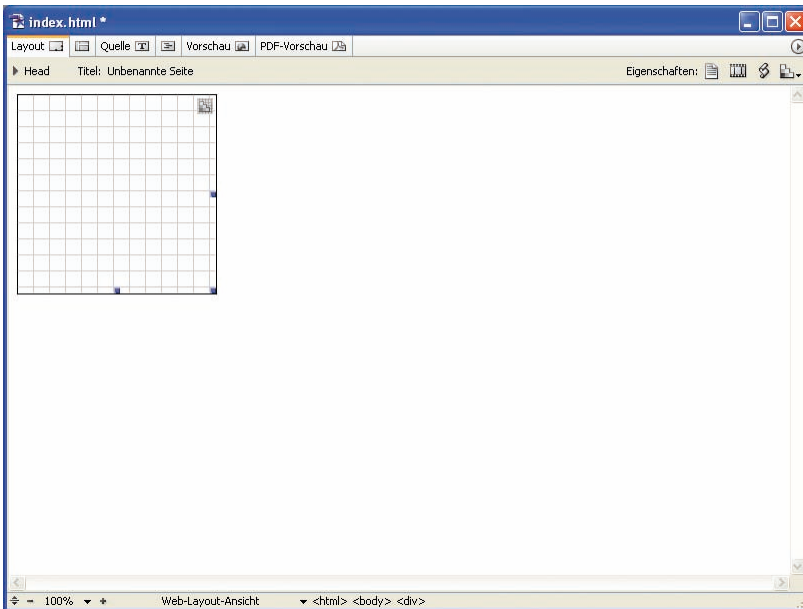 index.html *
Layout Quelle Vorschau PDF-Vorschau
Head Titel: Unbenannte Seite Eigenschaften:
100% Web-Layout-Ansicht <html> <body> <div>